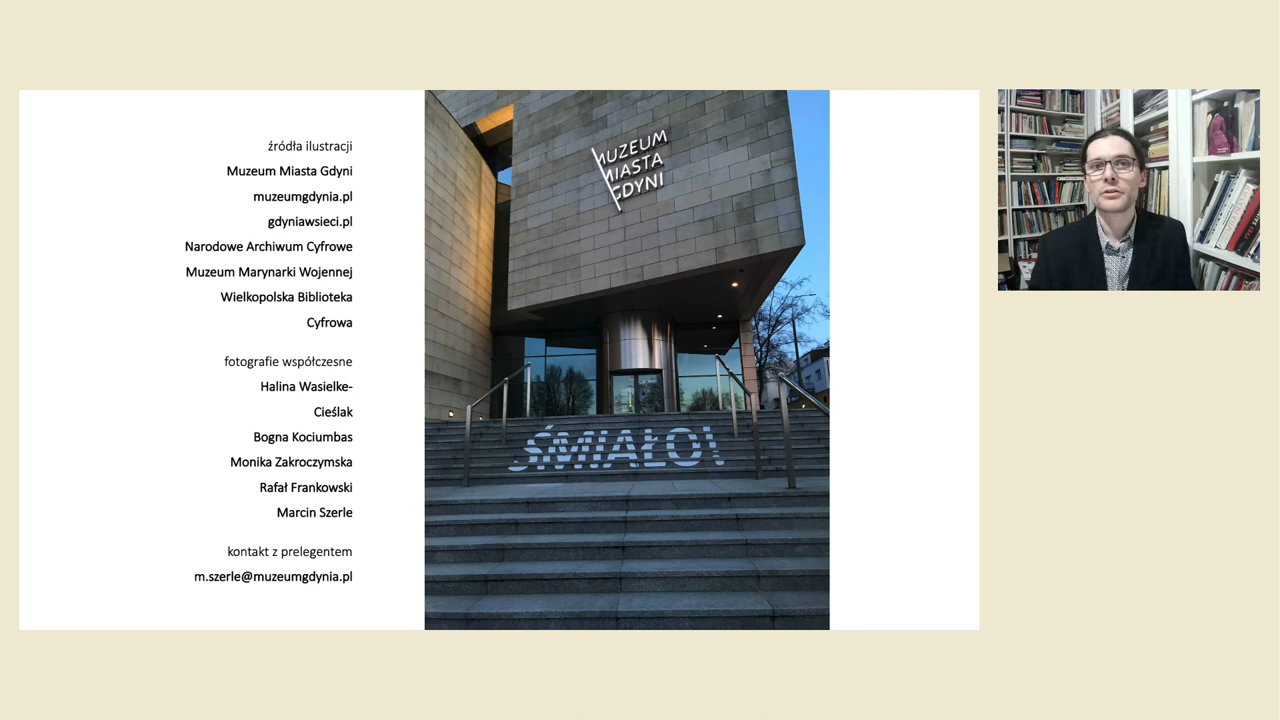 źródła ilustracji
Muzeum Miasta Gdyni
muzeumgdynia.pl
gdyniawsieci.pl
Narodowe Archiwum Cyfrowe
Muzeum Marynarki Wojennej
Wielkopolska Biblioteka
Cyfrowa
fotografie współczesne
Halina Wasielke-
Cieślak
Bogna Kociumbas
Monika Zakroczymska
Rafał Frankowski
Marcin Szerle
kontakt z prelegentem
m.szerle@muzeumgdynia.pl
MUZEUM
MIASTA
GDYNI
ŚMIAŁO!